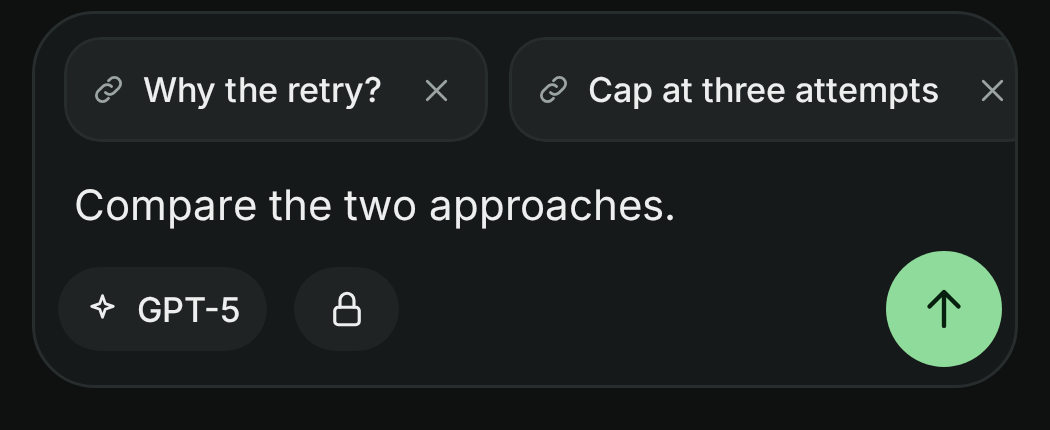 Why the retry? Cap at three attempts
Compare the two approaches.
GPT-5